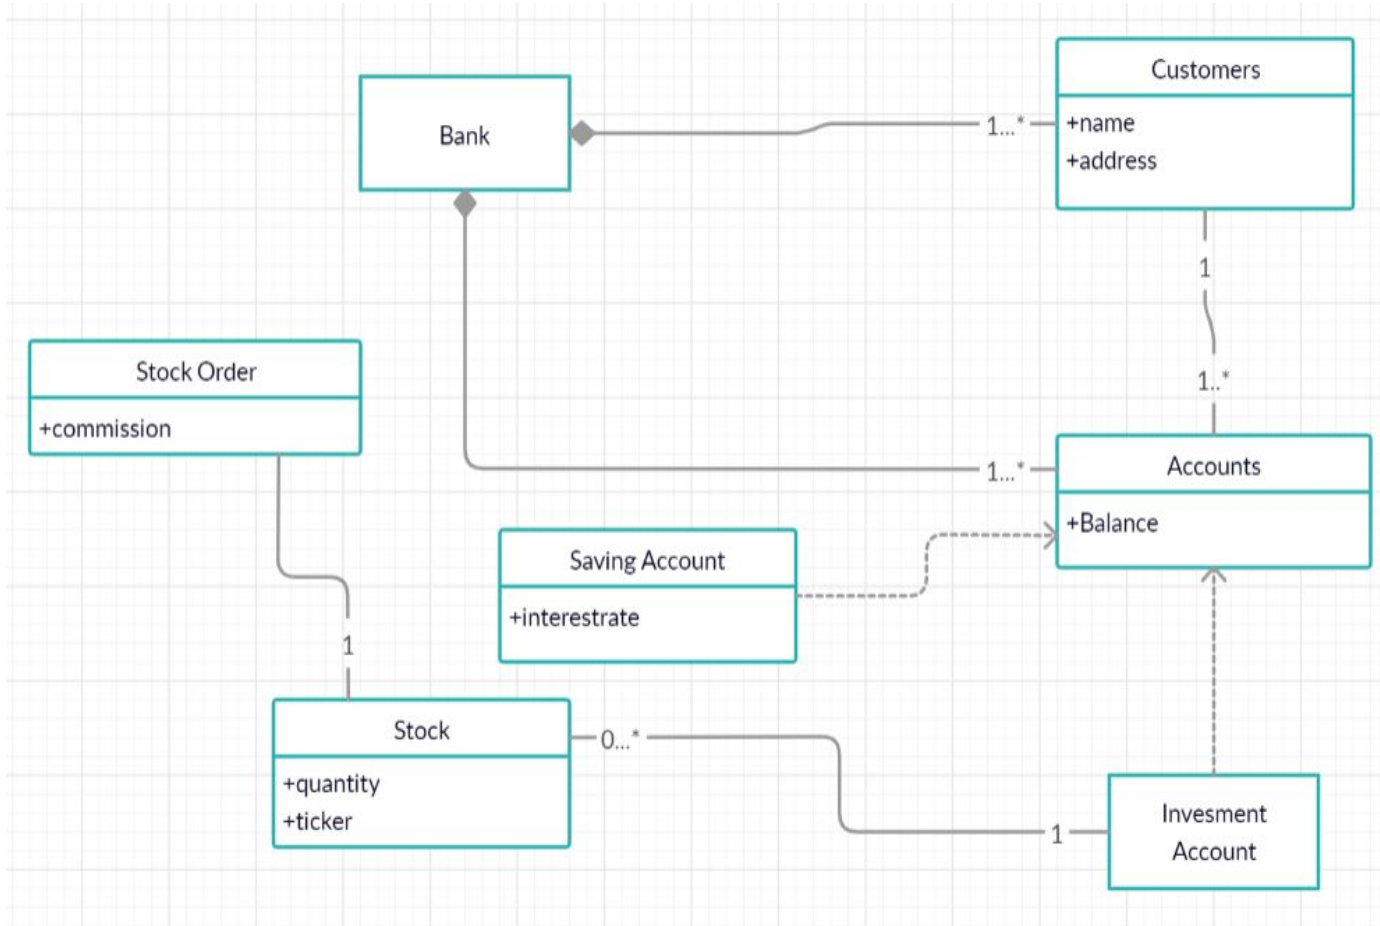 Bank
1...*
Customers
+name
+address
1
1..*
Stock Order
+commission
1...*
Accounts
+Balance
Saving Account
+interestrate
1
Stock
+quantity
+ticker
0...*
1
Invesment
Account